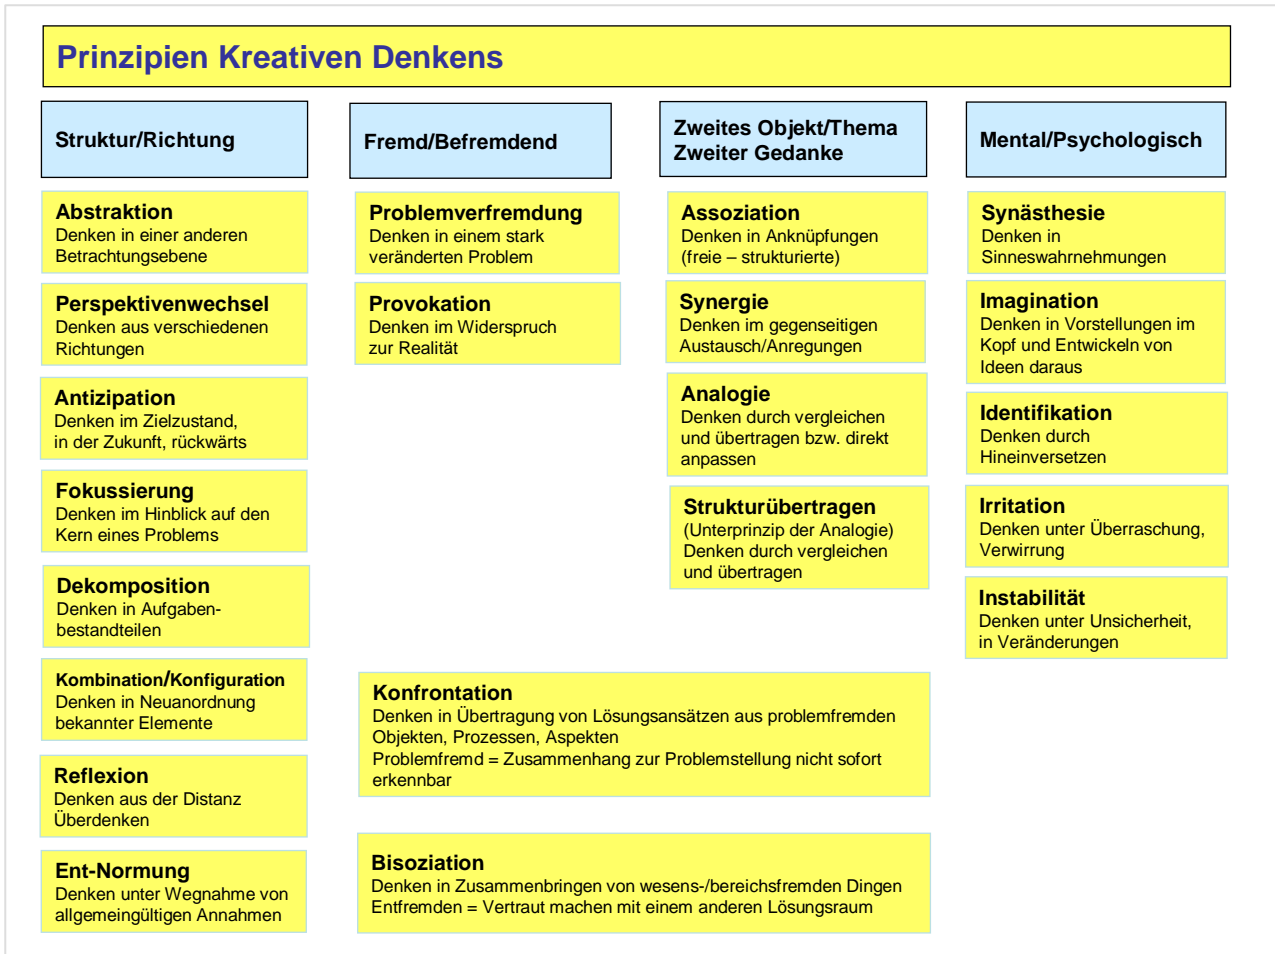 Prinzipien Kreativen Denkens
Struktur/Richtung
Abstraktion
Denken in einer anderen
Betrachtungsebene
Perspektivenwechsel
Denken aus verschiedenen
Richtungen
Antizipation
Denken im Zielzustand,
in der Zukunft, rückwärts
Fokussierung
Denken im Hinblick auf den
Kern eines Problems
Dekomposition
Denken in Aufgaben-
bestandteilen
Kombination/Konfiguration
Denken in Neuanordnung
bekannter Elemente
Reflexion
Denken aus der Distanz
Überdenken
Ent-Normung
Denken unter Wegnahme von
allgemeingültigen Annahmen
Fremd/Befremdend
Problemverfremdung
Denken in einem stark
veränderten Problem
Provokation
Denken im Widerspruch
zur Realität
Zweites Objekt/Thema
Zweiter Gedanke
Assoziation
Denken in Anknüpfungen
(freie – strukturierte)
Synergie
Denken im gegenseitigen
Austausch/Anregungen
Analogie
Denken durch vergleichen
und übertragen bzw. direkt
anpassen
Strukturübertragen
(Unterprinzip der Analogie)
Denken durch vergleichen
und übertragen
Konfrontation
Denken in Übertragung von Lösungsansätzen aus problemfremden
Objekten, Prozessen, Aspekten
Problemfremd = Zusammenhang zur Problemstellung nicht sofort
erkennbar
Bisoziation
Denken in Zusammenbringen von wesens-/bereichsfremden Dingen
Entfremden = Vertraut machen mit einem anderen Lösungsraum
Mental/Psychologisch
Synästhesie
Denken in
Sinneswahrnehmungen
Imagination
Denken in Vorstellungen im
Kopf und Entwickeln von
Ideen daraus
Identifikation
Denken durch
Hineinversetzen
Irritation
Denken unter Überraschung,
Verwirrung
Instabilität
Denken unter Unsicherheit,
in Veränderungen